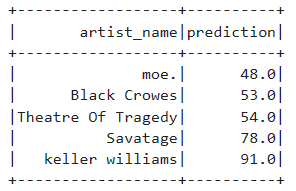 +------------------+----------+
|       artist_name|prediction|
+------------------+----------+
|              moe.|      48.0|
|      Black Crowes|      53.0|
|Theatre Of Tragedy|      54.0|
|          Savatage|      78.0|
|   keller williams|      91.0|
+------------------+----------+